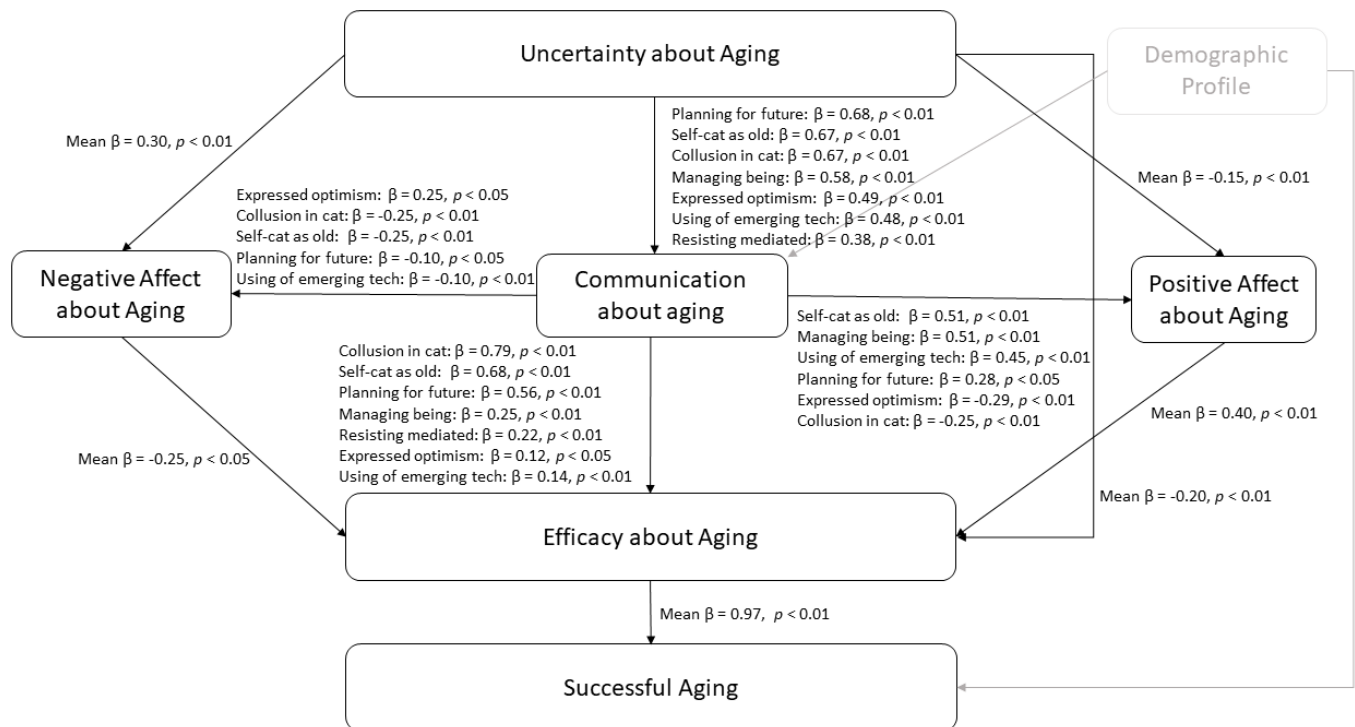 Uncertainty about Aging
Demographic
Profile
Planning for future: β = 0.68, p < 0.01
Self-cat as old: β = 0.67, p < 0.01
Collusion in cat: β = 0.67, p < 0.01
Managing being: β = 0.58, p < 0.01
Expressed optimism: β = 0.49, p < 0.01
Using of emerging tech: β = 0.48, p < 0.01
Resisting mediated: β = 0.38, p < 0.01
Mean β = 0.30, p < 0.01
Mean β = -0.15, p < 0.01
Expressed optimism: β = 0.25, p < 0.05
Collusion in cat: β = -0.25, p < 0.01
Self-cat as old: β = -0.25, p < 0.01
Planning for future: β = -0.10, p < 0.05
Using of emerging tech: β = -0.10, p < 0.01
Negative Affect
about Aging
Communication
about aging
Positive Affect
about Aging
Self-cat as old: β = 0.51, p < 0.01
Managing being: β = 0.51, p < 0.01
Using of emerging tech: β = 0.45, p < 0.01
Planning for future: β = 0.28, p < 0.05
Expressed optimism: β = -0.29, p < 0.01
Collusion in cat: β = -0.25, p < 0.01
Collusion in cat: β = 0.79, p < 0.01
Self-cat as old: β = 0.68, p < 0.01
Planning for future: β = 0.56, p < 0.01
Managing being: β = 0.25, p < 0.01
Resisting mediated: β = 0.22, p < 0.01
Expressed optimism: β = 0.12, p < 0.05
Using of emerging tech: β = 0.14, p < 0.01
Mean β = -0.25, p < 0.05
Mean β = 0.40, p < 0.01
Mean β = -0.20, p < 0.01
Efficacy about Aging
Mean β = 0.97, p < 0.01
Successful Aging